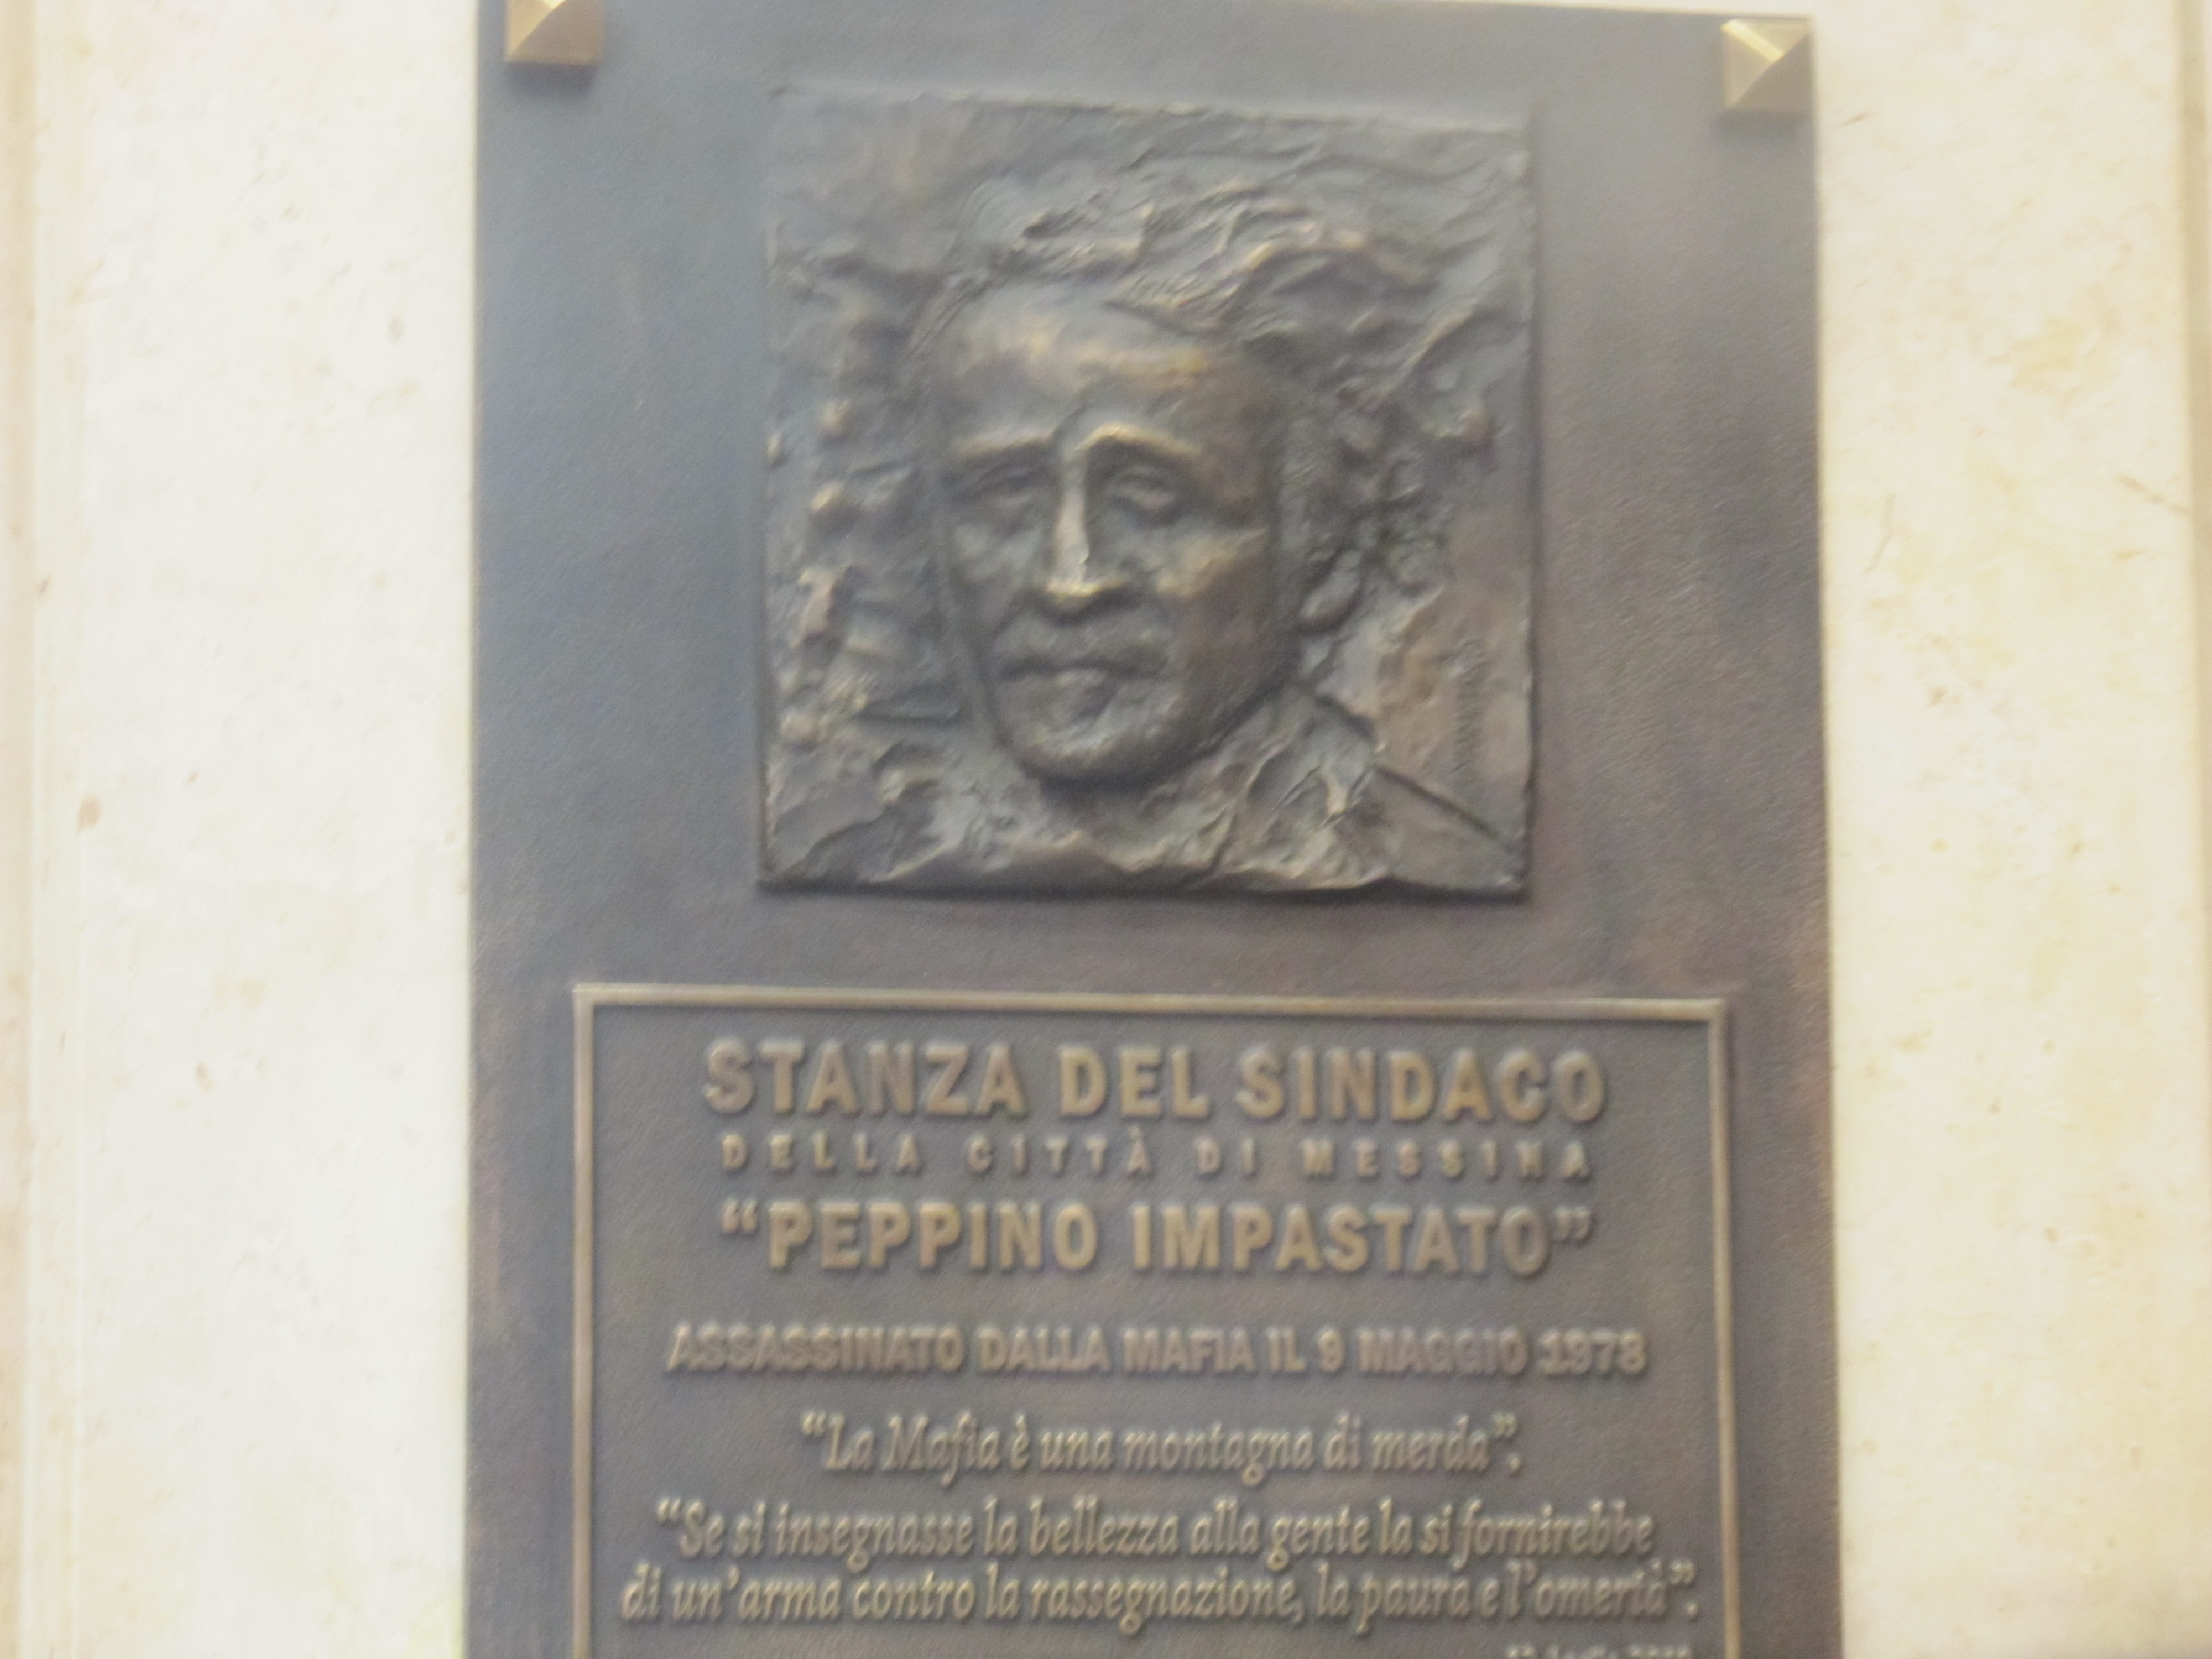 STANZA DEL SINDACO
DELLA CITTÀ DI MESSINA
“PEPPINO IMPASTATO”
ASSASSINATO DALLA MAFIA IL 9 MAGGIO 1978
“La Mafia è una montagna di merda”.
“Se si insegnasse la bellezza alla gente la si fornirebbe
di un’arma contro la rassegnazione, la paura e l’omertà”.